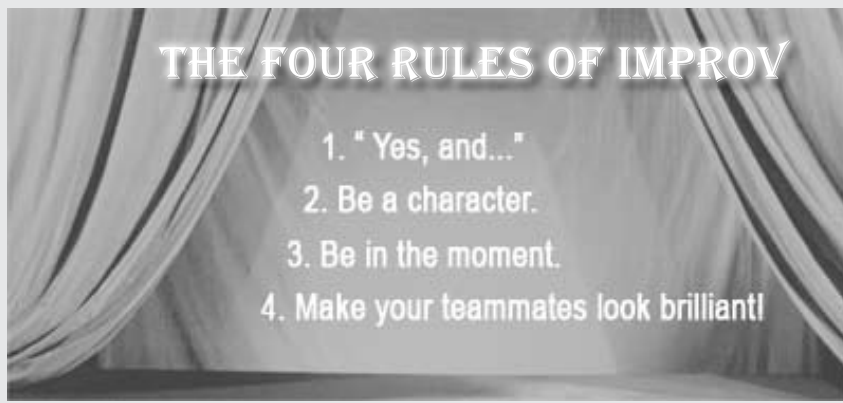 THE FOUR RULES OF IMPROV
1. “ Yes, and...”
2. Be a character.
3. Be in the moment.
4. Make your teammates look brilliant!